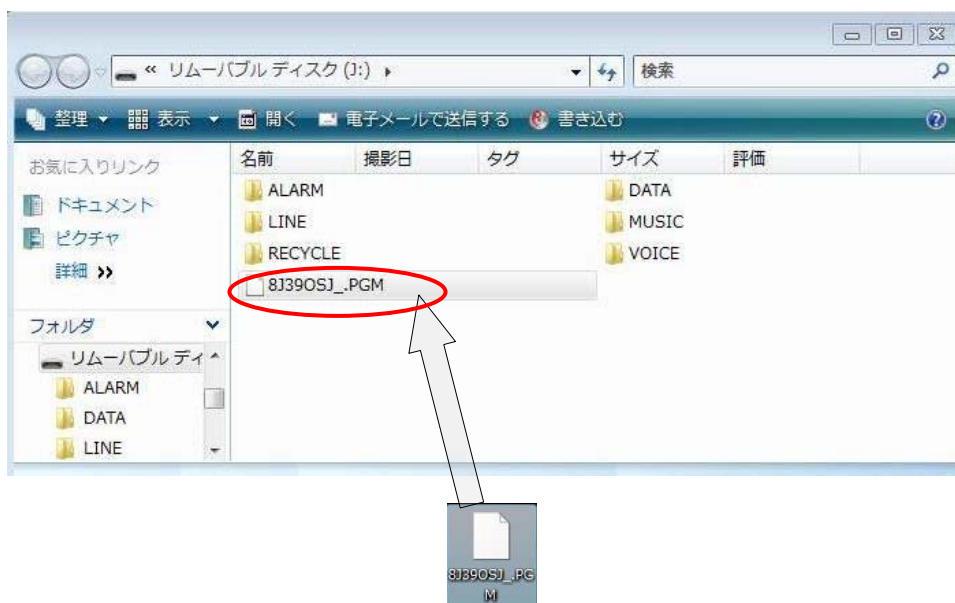 « リムーバブル ディスク (J:) 検索
整理 表示 開く 電子メールで送信する 書き込む
お気に入りリンク
ドキュメント
ピクチャ
詳細 »
フォルダ
リムーバブル ディ
ALARM
DATA
LINE
名前 撮影日 タグ サイズ 評価
ALARM DATA
LINE MUSIC
RECYCLE VOICE
8J39OSJ_.PGM
8J39OSJ_.PG
M